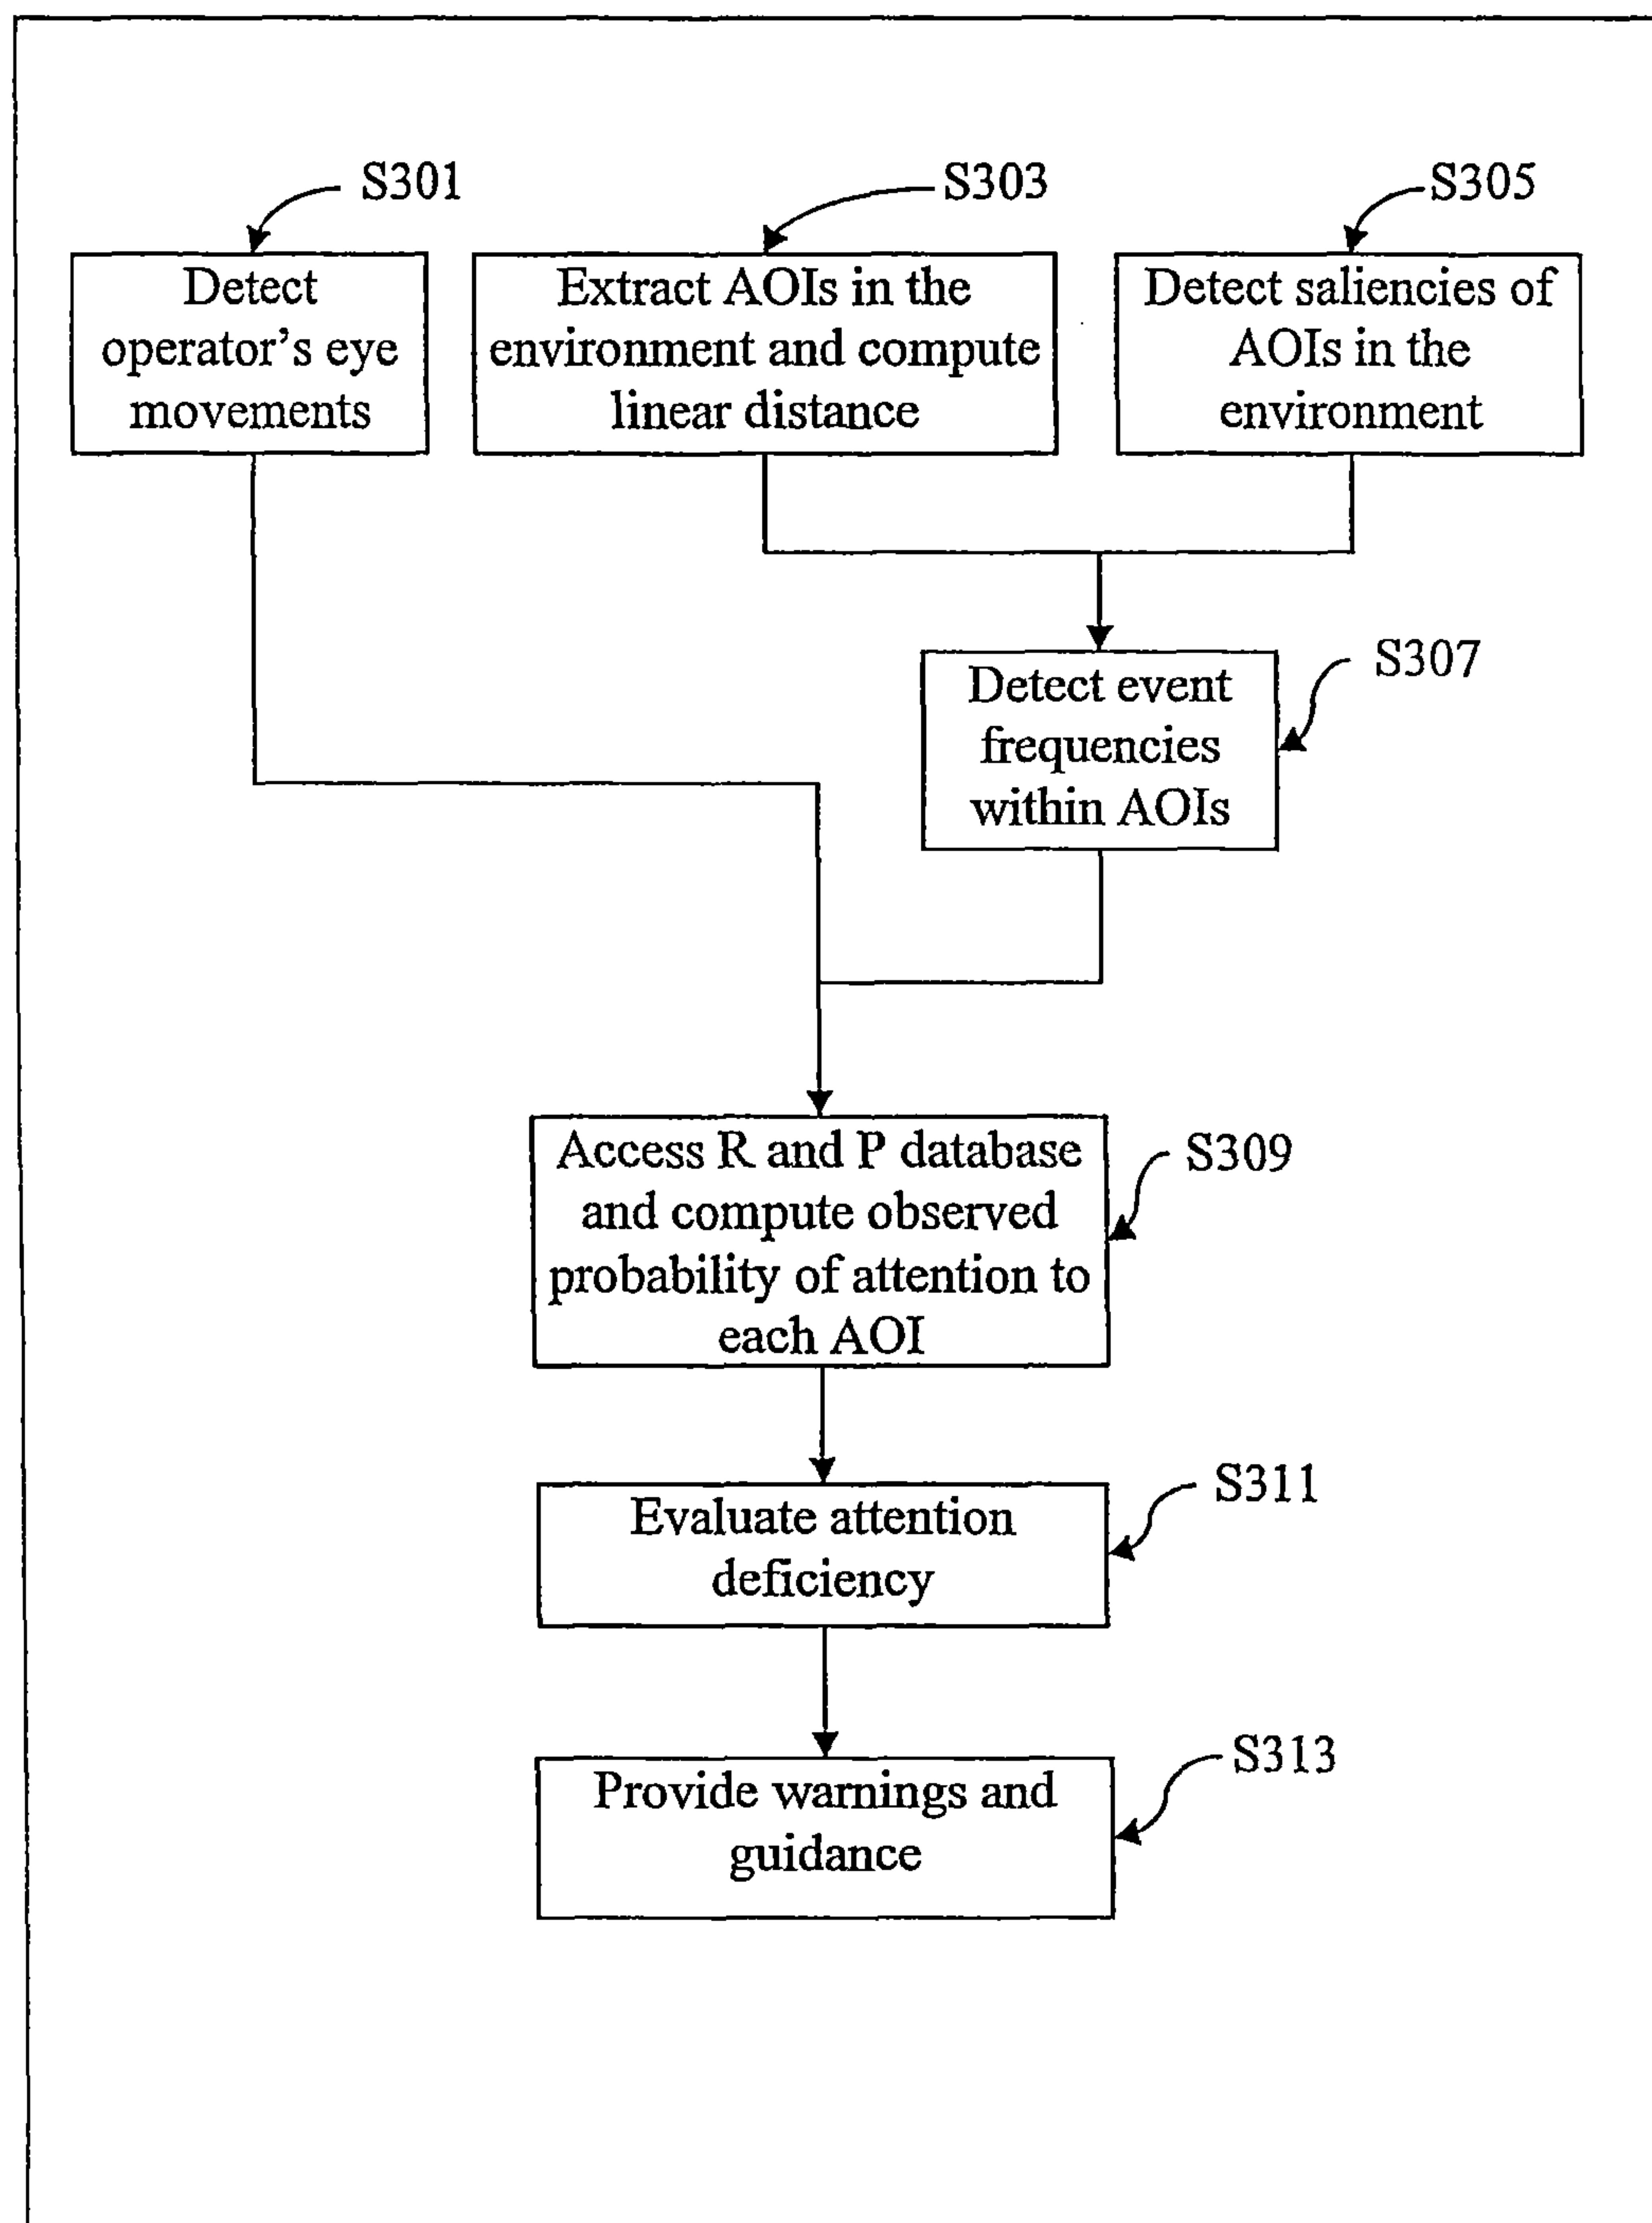 S301
S303
S305
Detect
operator's eye
movements
Extract AOIs in the
environment and compute
linear distance
Detect saliencies of
AOIs in the
environment
S307
Detect event
frequencies
within AOIs
Access R and P database
and compute observed
probability of attention to
each AOI
S309
S311
Evaluate attention
deficiency
S313
Provide warnings and
guidance